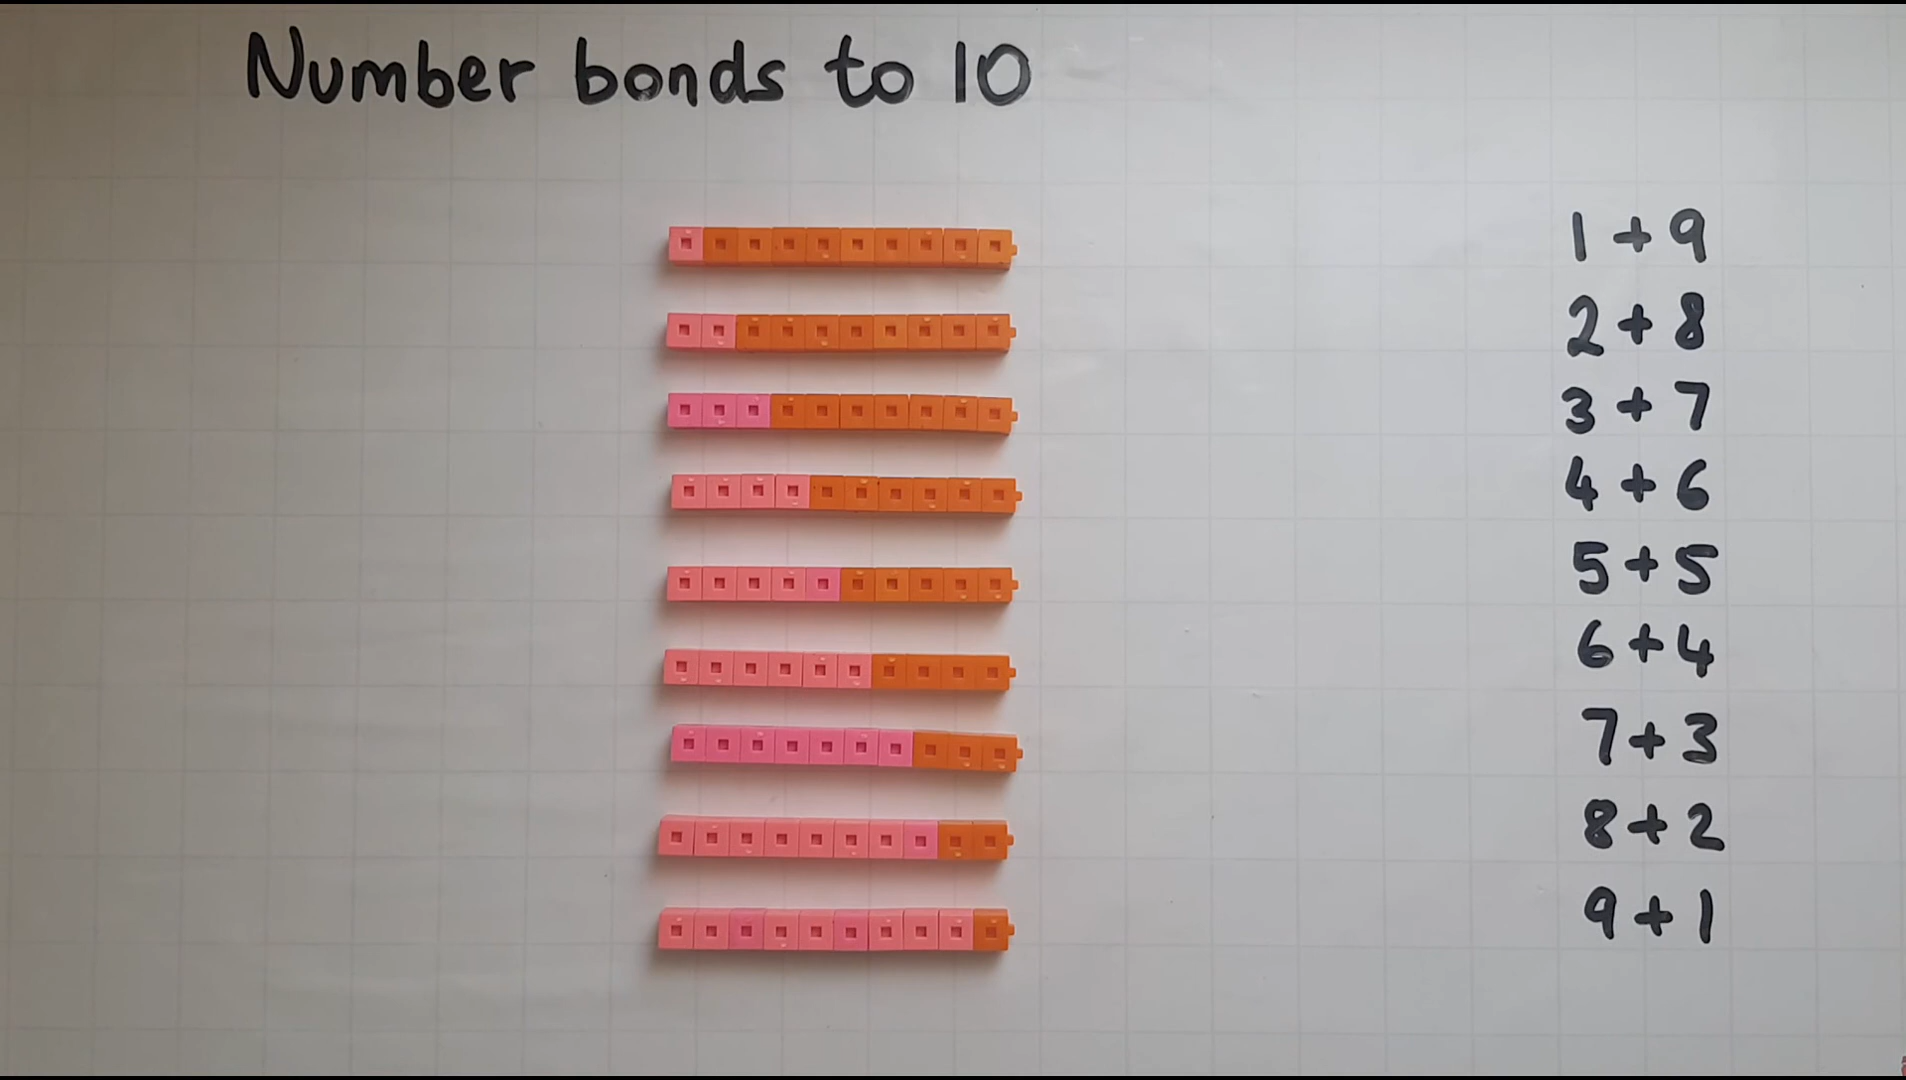 Number bonds to 10
1 + 9
2 + 8
3 + 7
4 + 6
5 + 5
6 + 4
7 + 3
8 + 2
9 + 1